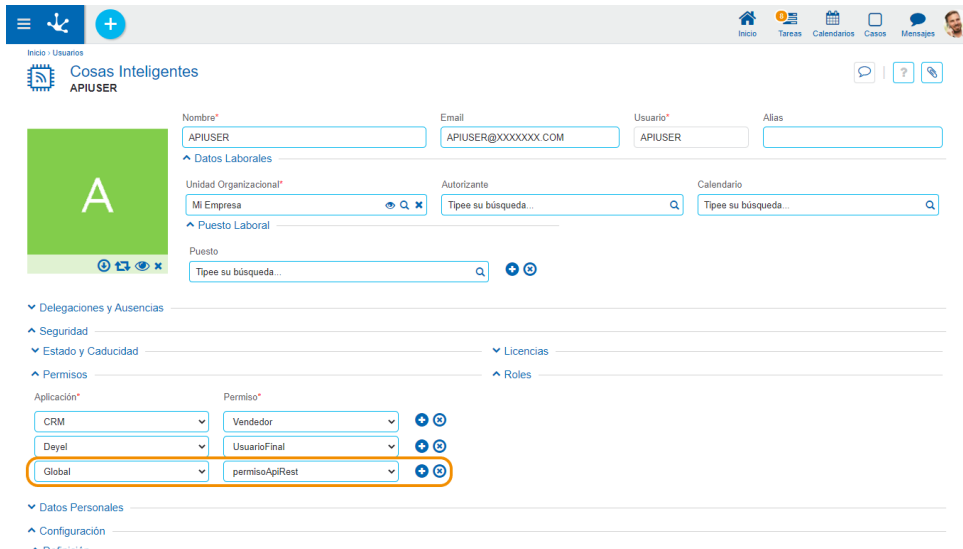 8
Inicio Tareas Calendarios Casos Mensajes
Inicio › Usuarios
Cosas Inteligentes
APIUSER
?
Nombre* Email Usuario* Alias
APIUSER APIUSER@XXXXXXX.COM APIUSER
Datos Laborales
A
Unidad Organizacional* Autorizante Calendario
Mi Empresa Tipee su búsqueda... Tipee su búsqueda...
Puesto Laboral
Puesto
Tipee su búsqueda...
Delegaciones y Ausencias
Seguridad
Estado y Caducidad Licencias
Permisos Roles
Aplicación* Permiso*
CRM Vendedor
Deyel UsuarioFinal
Global permisoApiRest
Datos Personales
Configuración
Definición